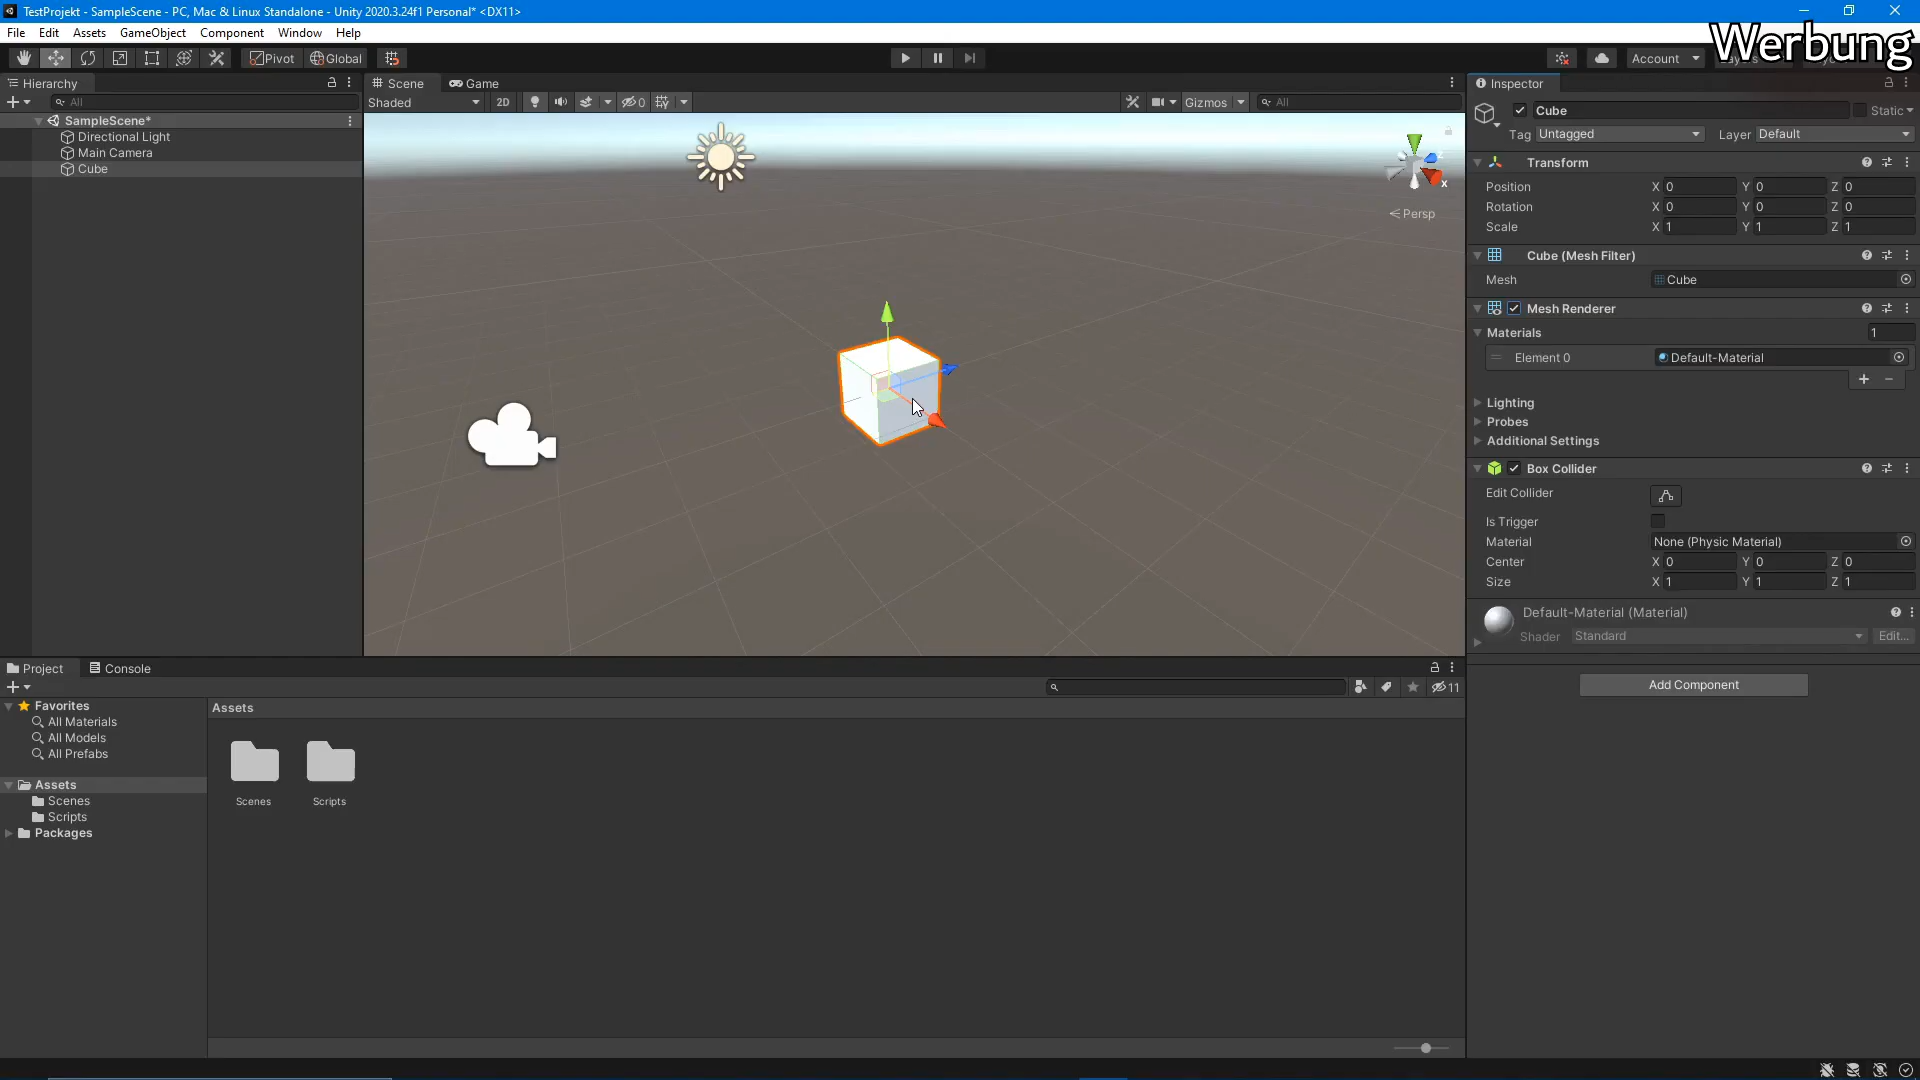 TestProjekt - SampleScene - PC, Mac & Linux Standalone - Unity 2020.3.24f1 Personal* <DX11>
File Edit Assets GameObject Component Window Help
Werbung
Pivot Global
Account
Hierarchy
Scene Game
Inspector
All
Shaded 2D 0 Gizmos All
SampleScene*
Directional Light
Main Camera
Cube
x
Persp
Cube Static
Tag Untagged Layer Default
Transform
Position X 0 Y 0 Z 0
Rotation X 0 Y 0 Z 0
Scale X 1 Y 1 Z 1
Cube (Mesh Filter)
Mesh Cube
Mesh Renderer
Materials 1
Element 0 Default-Material
Lighting
Probes
Additional Settings
Box Collider
Edit Collider
Is Trigger
Material None (Physic Material)
Center X 0 Y 0 Z 0
Size X 1 Y 1 Z 1
Default-Material (Material)
Shader Standard Edit...
Add Component
Project Console
11
Favorites
All Materials
All Models
All Prefabs
Assets
Scenes
Scripts
Packages
Assets
Scenes Scripts